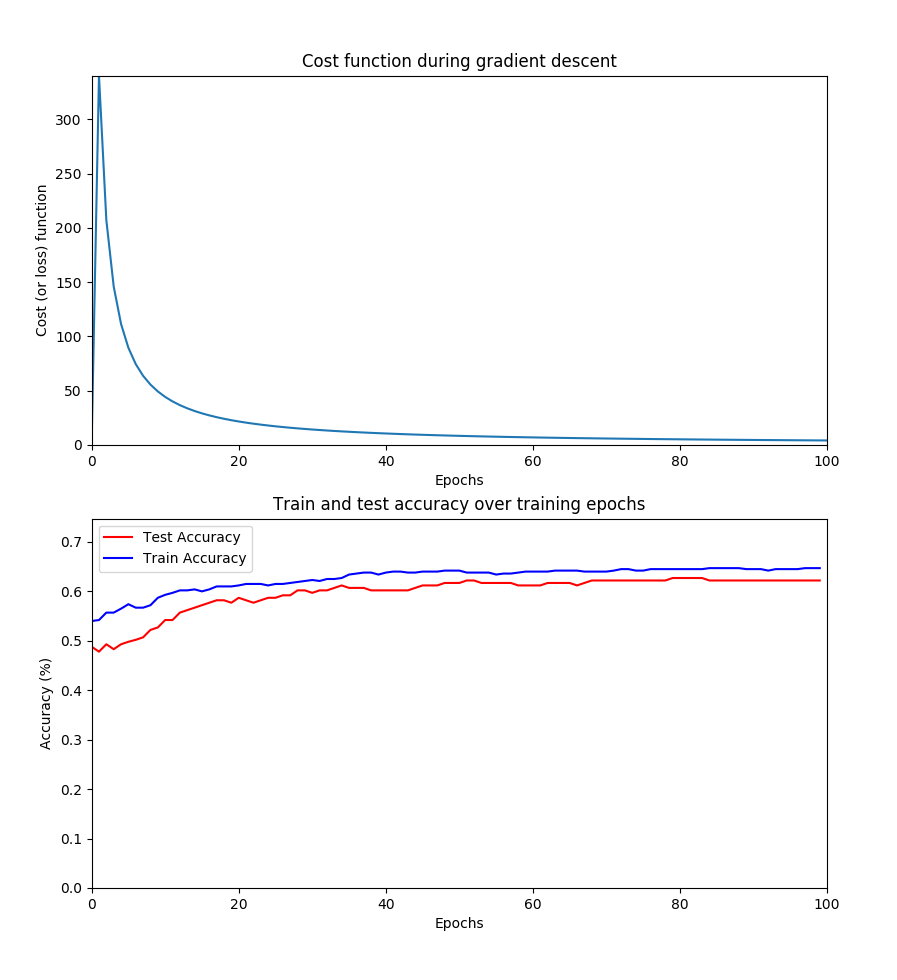 Cost function during gradient descent
300
250
200
150
100
50
0
Cost (or loss) function
0 20 40 60 80 100
Epochs
Train and test accuracy over training epochs
Test Accuracy
Train Accuracy
0.7
0.6
0.5
0.4
0.3
0.2
0.1
0.0
Accuracy (%)
0 20 40 60 80 100
Epochs